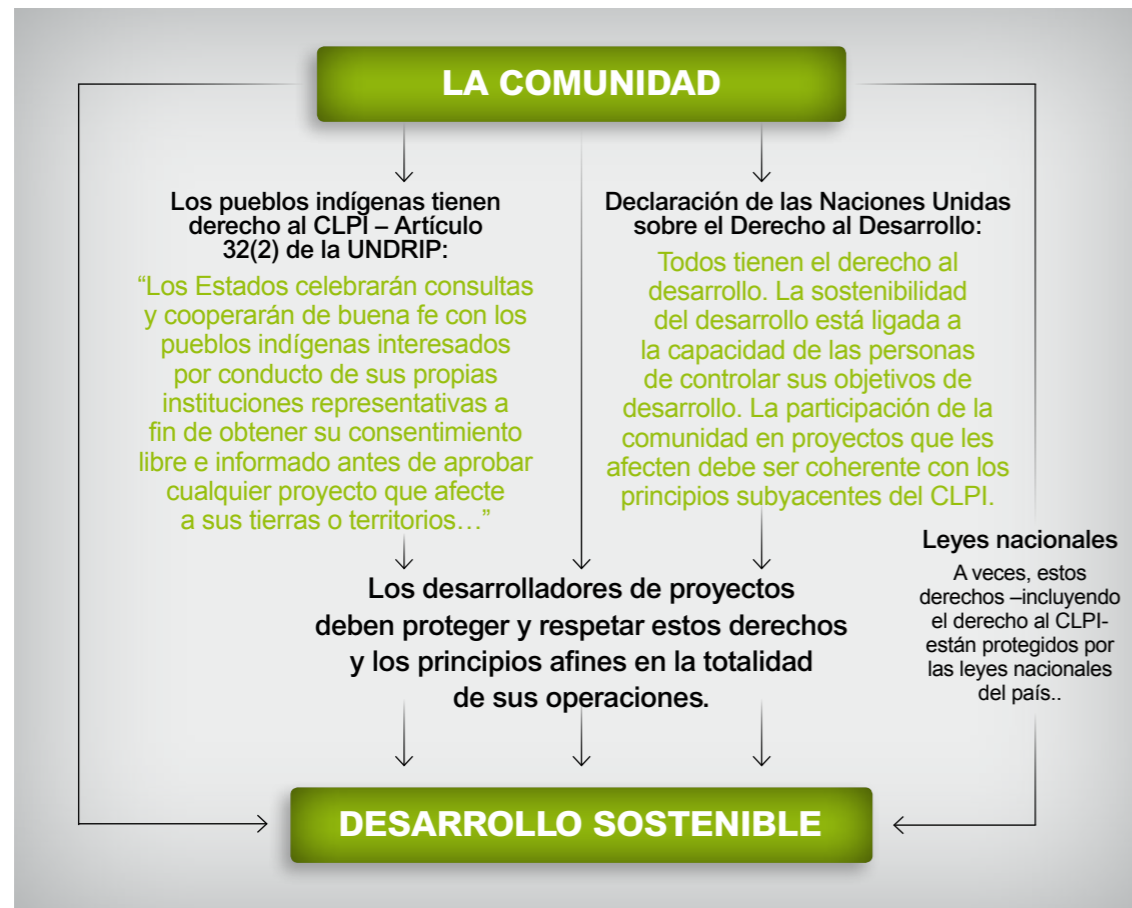 LA COMUNIDAD
Los pueblos indígenas tienen
derecho al CLPI – Artículo
32(2) de la UNDRIP:
“Los Estados celebrarán consultas
y cooperarán de buena fe con los
pueblos indígenas interesados
por conducto de sus propias
instituciones representativas a
fin de obtener su consentimiento
libre e informado antes de aprobar
cualquier proyecto que afecte
a sus tierras o territorios…”
Declaración de las Naciones Unidas
sobre el Derecho al Desarrollo:
Todos tienen el derecho al
desarrollo. La sostenibilidad
del desarrollo está ligada a
la capacidad de las personas
de controlar sus objetivos de
desarrollo. La participación de la
comunidad en proyectos que les
afecten debe ser coherente con los
principios subyacentes del CLPI.
Leyes nacionales
A veces, estos
derechos –incluyendo
el derecho al CLPI-
están protegidos por
las leyes nacionales
del país..
Los desarrolladores de proyectos
deben proteger y respetar estos derechos
y los principios afines en la totalidad
de sus operaciones.
DESARROLLO SOSTENIBLE